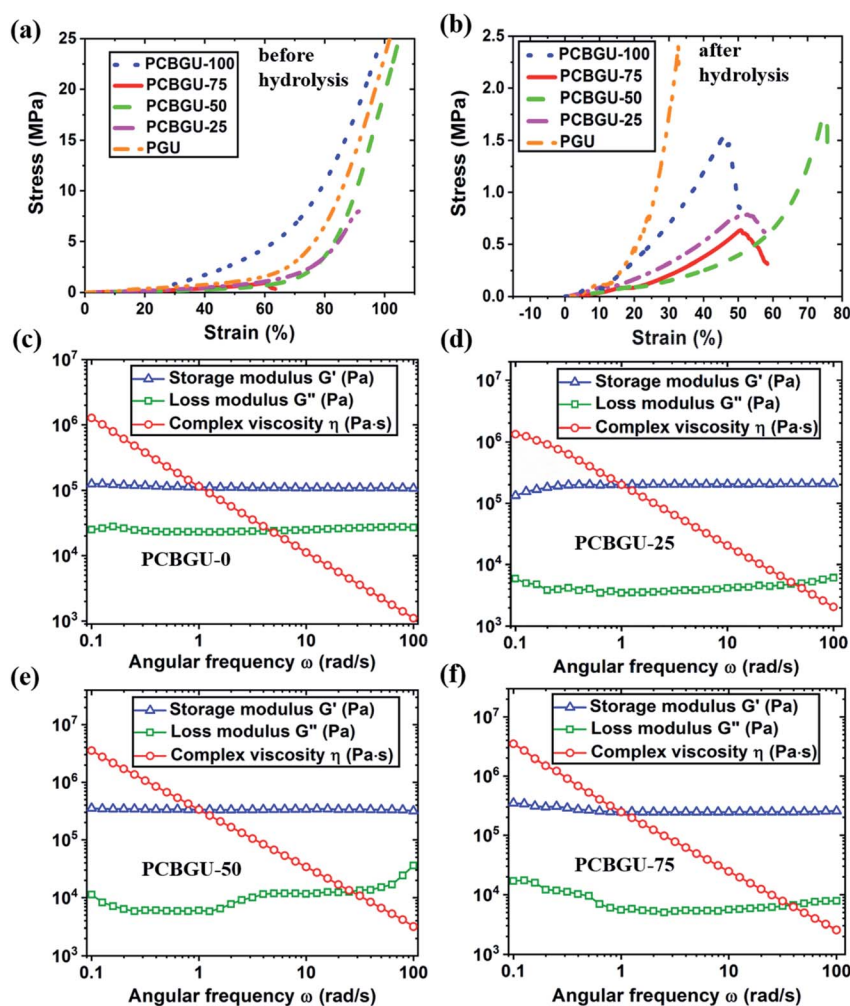 (a)
25
20
15
10
5
0
Stress (MPa)
PCBGU-100
PCBGU-75
PCBGU-50
PCBGU-25
PGU
before
hydrolysis
0 20 40 60 80 100
Strain (%)
(b)
2.5
2.0
1.5
1.0
0.5
0.0
Stress (MPa)
PCBGU-100
PCBGU-75
PCBGU-50
PCBGU-25
PGU
after
hydrolysis
-10 0 10 20 30 40 50 60 70 80
Strain (%)
(c)
10⁷
10⁶
10⁵
10⁴
10³
Storage modulus G' (Pa)
Loss modulus G" (Pa)
Complex viscosity η (Pa·s)
PCBGU-0
0.1 1 10 100
Angular frequency ω (rad/s)
(d)
10⁷
10⁶
10⁵
10⁴
10³
Storage modulus G' (Pa)
Loss modulus G" (Pa)
Complex viscosity η (Pa·s)
PCBGU-25
0.1 1 10 100
Angular frequency ω (rad/s)
(e)
10⁷
10⁶
10⁵
10⁴
10³
Storage modulus G' (Pa)
Loss modulus G" (Pa)
Complex viscosity η (Pa·s)
PCBGU-50
0.1 1 10 100
Angular frequency ω (rad/s)
(f)
10⁷
10⁶
10⁵
10⁴
10³
Storage modulus G' (Pa)
Loss modulus G" (Pa)
Complex viscosity η (Pa·s)
PCBGU-75
0.1 1 10 100
Angular frequency ω (rad/s)